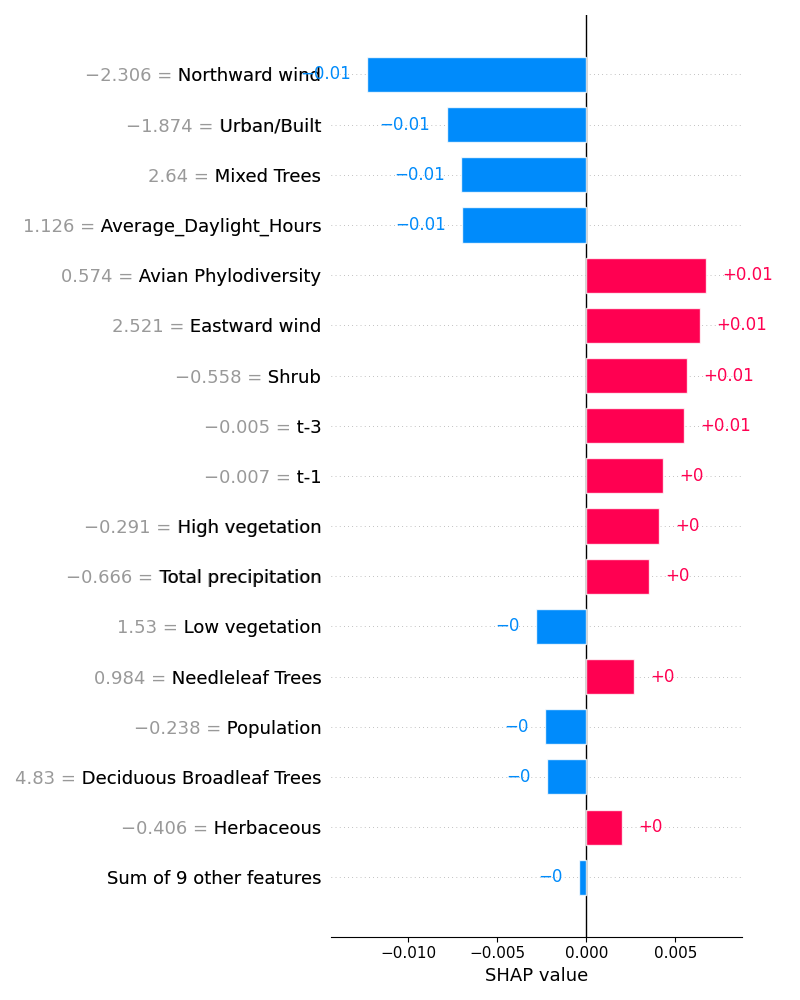 −2.306 = Northward wind −0.01
−1.874 = Urban/Built −0.01
2.64 = Mixed Trees −0.01
1.126 = Average_Daylight_Hours −0.01
0.574 = Avian Phylodiversity +0.01
2.521 = Eastward wind +0.01
−0.558 = Shrub +0.01
−0.005 = t-3 +0.01
−0.007 = t-1 +0
−0.291 = High vegetation +0
−0.666 = Total precipitation +0
1.53 = Low vegetation −0
0.984 = Needleleaf Trees +0
−0.238 = Population −0
4.83 = Deciduous Broadleaf Trees −0
−0.406 = Herbaceous +0
Sum of 9 other features −0
−0.010 −0.005 0.000 0.005
SHAP value